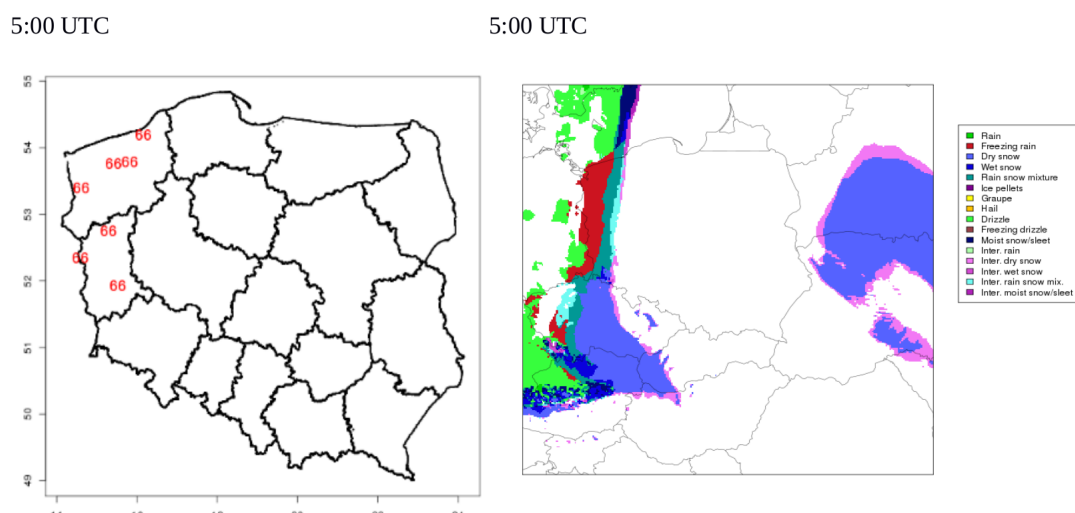 5:00 UTC
5:00 UTC
55
54
53
52
51
50
49
66
6666
66
66
66
66
Rain
Freezing rain
Dry snow
Wet snow
Rain snow mixture
Ice pellets
Graupe
Hail
Drizzle
Freezing drizzle
Moist snow/sleet
Inter. rain
Inter. dry snow
Inter. wet snow
Inter. rain snow mix.
Inter. moist snow/sleet